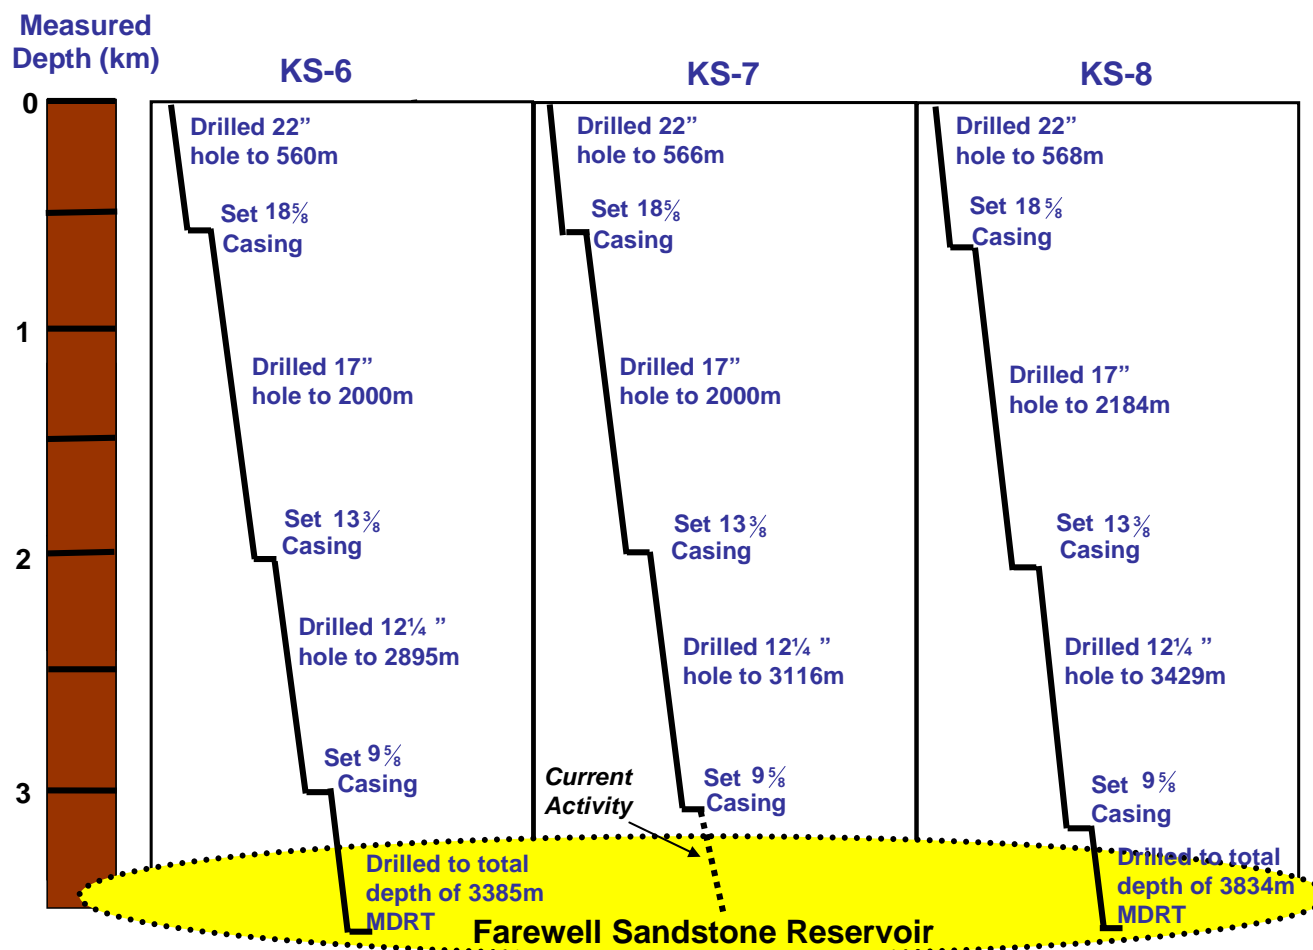 Measured
Depth (km)
KS-6
KS-7
KS-8
0
1
2
3
Drilled 22”
hole to 560m
Set 18⅝
Casing
Drilled 17”
hole to 2000m
Set 13⅜
Casing
Drilled 12¼ ”
hole to 2895m
Set 9⅝
Casing
Drilled to total
depth of 3385m
MDRT
Drilled 22”
hole to 566m
Set 18⅝
Casing
Drilled 17”
hole to 2000m
Set 13⅜
Casing
Drilled 12¼ ”
hole to 3116m
Set 9⅝
Casing
Current
Activity
Drilled 22”
hole to 568m
Set 18⅝
Casing
Drilled 17”
hole to 2184m
Set 13⅜
Casing
Drilled 12¼ ”
hole to 3429m
Set 9⅝
Casing
Drilled to total
depth of 3834m
MDRT
Farewell Sandstone Reservoir